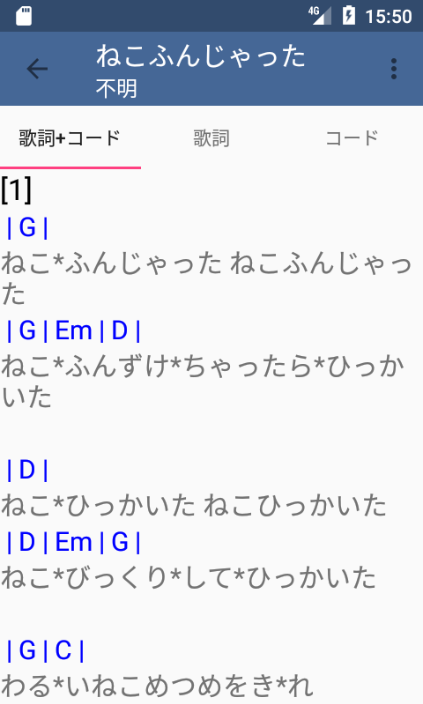 4G 15:50
ねこふんじゃった
不明
歌詞+コード 歌詞 コード
[1]
|G|
ねこ*ふんじゃった ねこふんじゃっ
た
|G|Em|D|
ねこ*ふんずけ*ちゃったら*ひっか
いた
|D|
ねこ*ひっかいた ねこひっかいた
|D|Em|G|
ねこ*びっくり*して*ひっかいた
|G|C|
わる*いねこめつめをき*れ